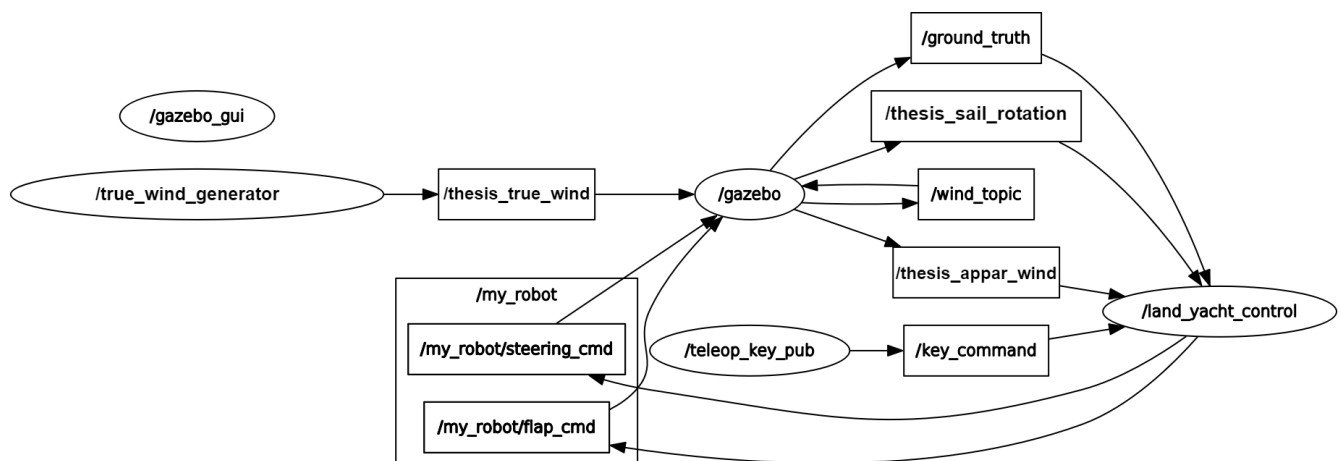 /ground_truth
/gazebo_gui
/thesis_sail_rotation
/true_wind_generator
/thesis_true_wind
/gazebo
/wind_topic
/thesis_appar_wind
/my_robot
/land_yacht_control
/my_robot/steering_cmd
/teleop_key_pub
/key_command
/my_robot/flap_cmd